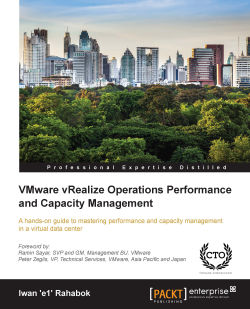 Professional Expertise Distilled
VMware vRealize Operations Performance
and Capacity Management
A hands-on guide to mastering performance and capacity management
in a virtual data center
Foreword by
Ramin Sayar, SVP and GM, Management BU, VMware
Peter Zeglis, VP, Technical Services, VMware, Asia Pacific and Japan
CTO
Iwan 'e1' Rahabok
[PACKT] enterprise
PUBLISHING